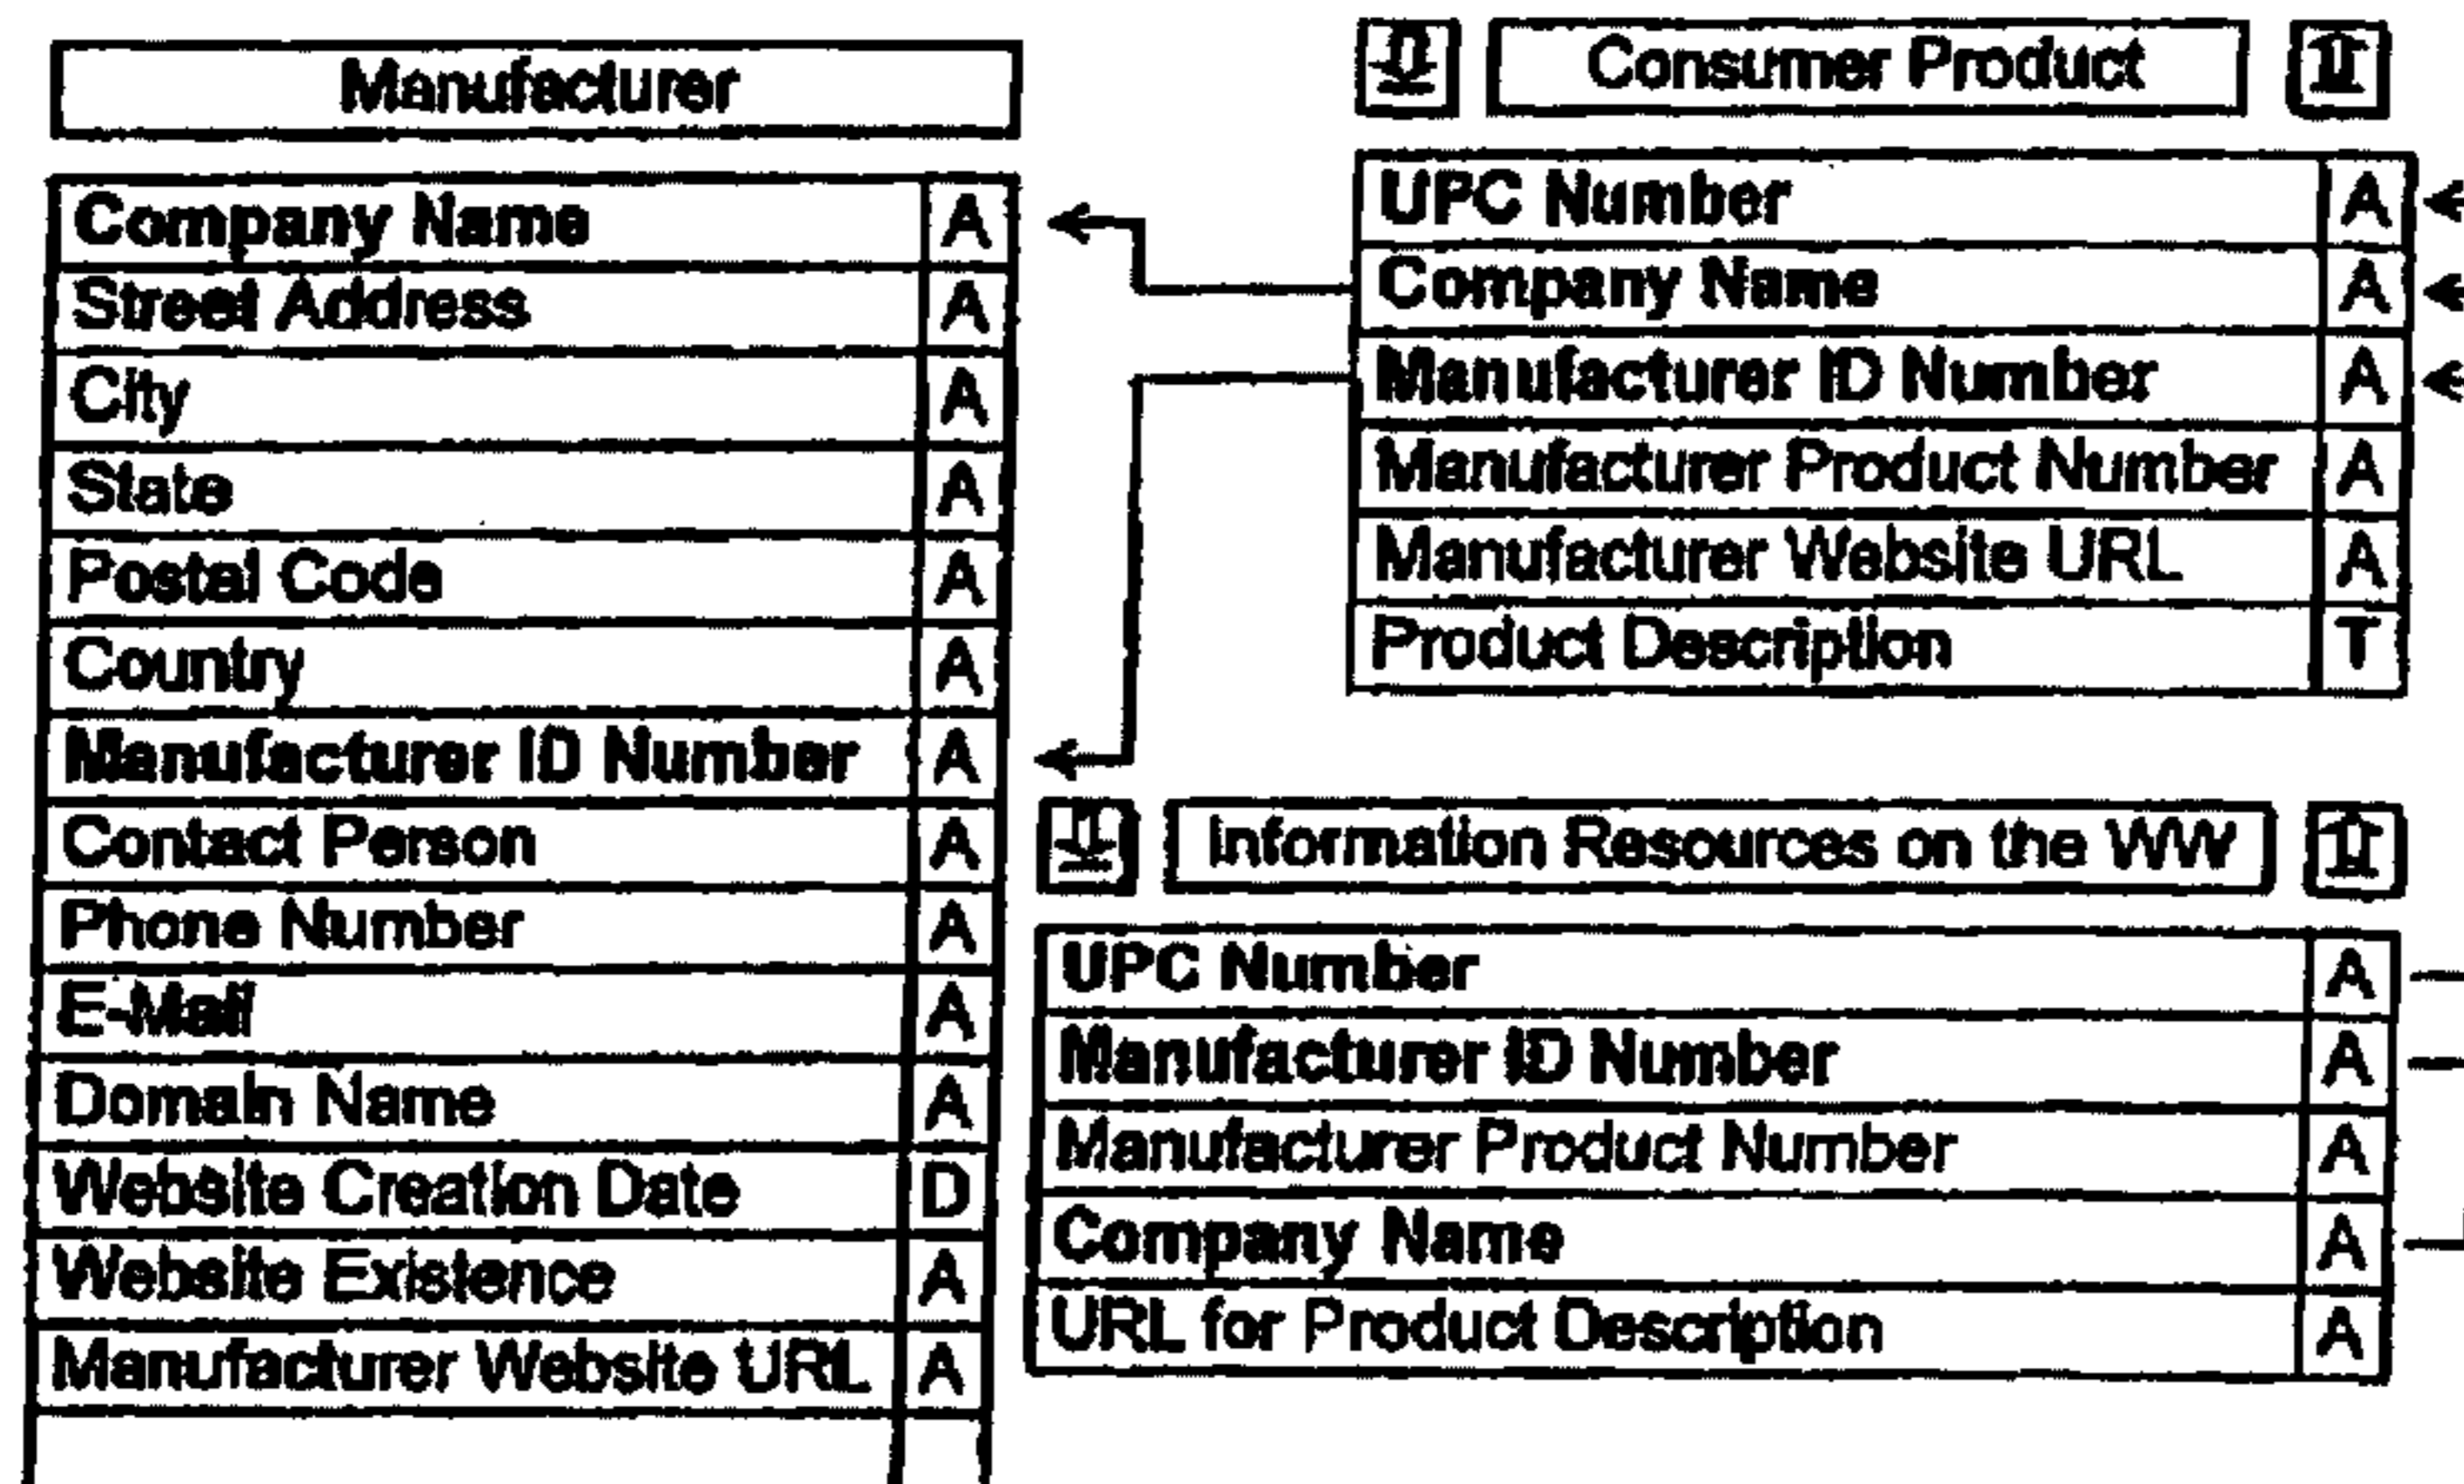 Manufacturer
Company Name A
Street Address A
City A
State A
Postal Code A
Country A
Manufacturer ID Number A
Contact Person A
Phone Number A
E-Mail A
Domain Name A
Website Creation Date D
Website Existence A
Manufacturer Website URL A
Consumer Product
UPC Number A
Company Name A
Manufacturer ID Number A
Manufacturer Product Number A
Manufacturer Website URL A
Product Description T
Information Resources on the WW
UPC Number A
Manufacturer ID Number A
Manufacturer Product Number A
Company Name A
URL for Product Description A